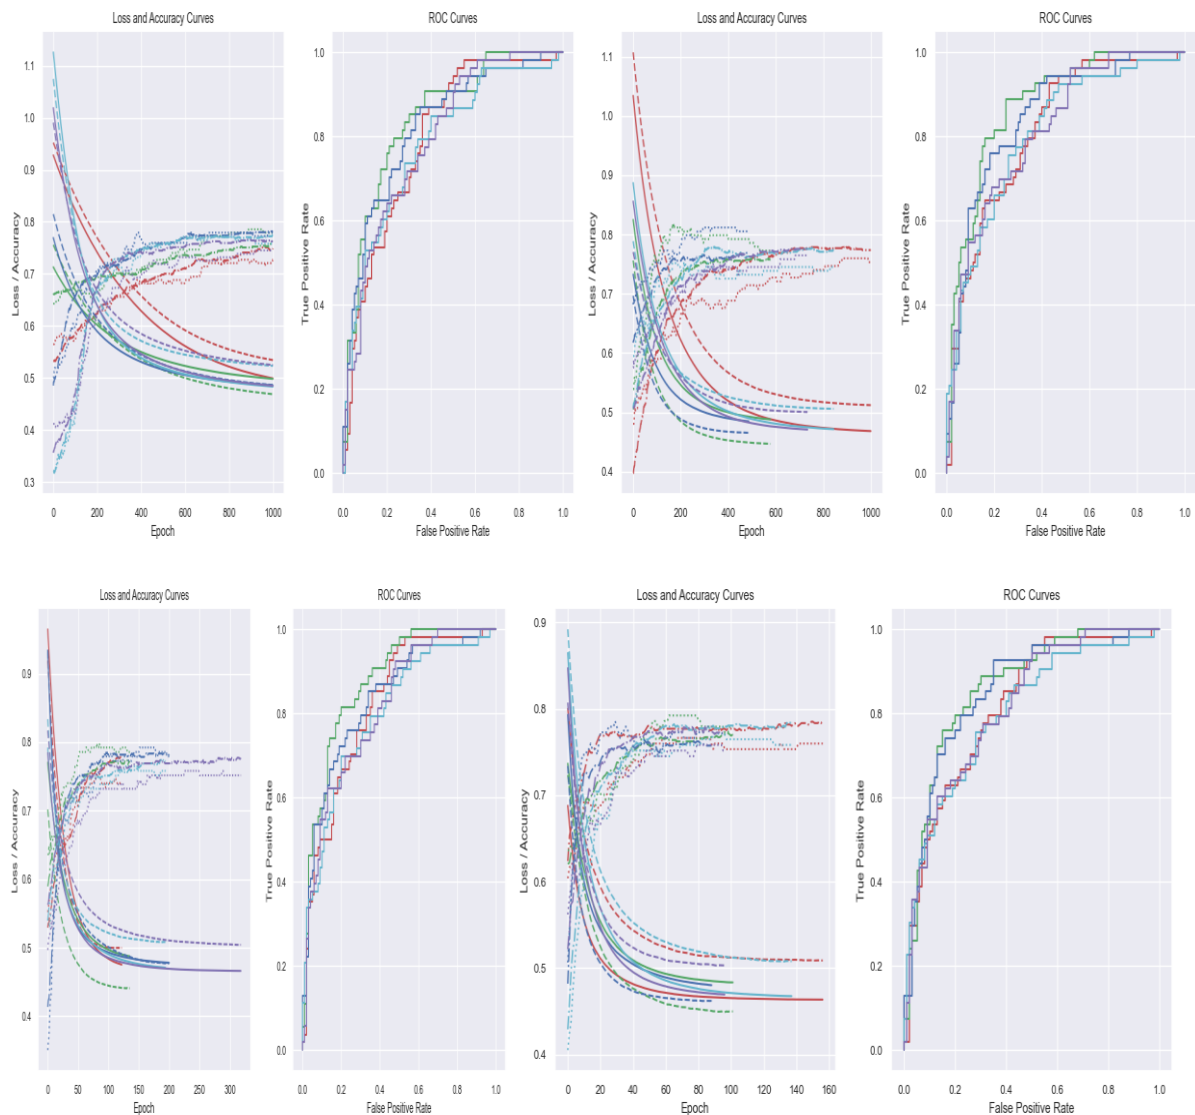 Loss and Accuracy Curves
ROC Curves
Loss and Accuracy Curves
ROC Curves
Loss / Accuracy
1.1
1.0
0.9
0.8
0.7
0.6
0.5
0.4
0.3
0 200 400 600 800 1000
Epoch
True Positive Rate
1.0
0.8
0.6
0.4
0.2
0.0
0.0 0.2 0.4 0.6 0.8 1.0
False Positive Rate
Loss / Accuracy
1.1
1.0
0.9
0.8
0.7
0.6
0.5
0.4
0 200 400 600 800 1000
Epoch
True Positive Rate
1.0
0.8
0.6
0.4
0.2
0.0
0.0 0.2 0.4 0.6 0.8 1.0
False Positive Rate
Loss and Accuracy Curves
ROC Curves
Loss and Accuracy Curves
ROC Curves
Loss / Accuracy
0.9
0.8
0.7
0.6
0.5
0.4
0 50 100 150 200 250 300
Epoch
True Positive Rate
1.0
0.8
0.6
0.4
0.2
0.0
0.0 0.2 0.4 0.6 0.8 1.0
False Positive Rate
Loss / Accuracy
0.9
0.8
0.7
0.6
0.5
0.4
0 20 40 60 80 100 120 140 160
Epoch
True Positive Rate
1.0
0.8
0.6
0.4
0.2
0.0
0.0 0.2 0.4 0.6 0.8 1.0
False Positive Rate